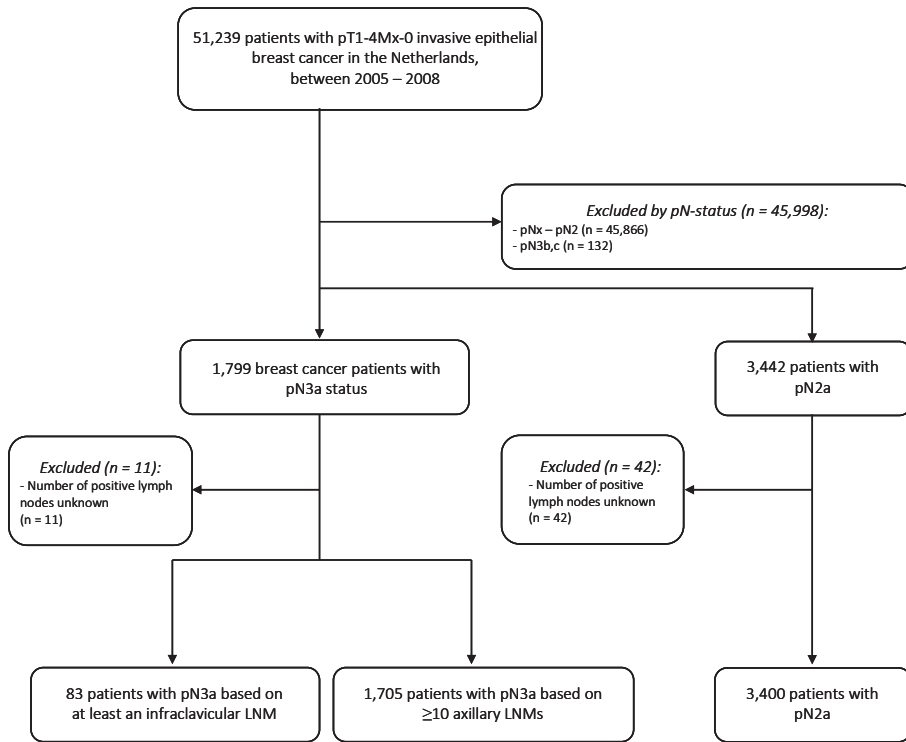 51,239 patients with pT1-4Mx-0 invasive epithelial
breast cancer in the Netherlands,
between 2005 – 2008
Excluded by pN-status (n = 45,998):
- pNx – pN2 (n = 45,866)
- pN3b,c (n = 132)
1,799 breast cancer patients with
pN3a status
3,442 patients with
pN2a
Excluded (n = 11):
- Number of positive lymph
nodes unknown
(n = 11)
Excluded (n = 42):
- Number of positive
lymph nodes unknown
(n = 42)
83 patients with pN3a based on
at least an infraclavicular LNM
1,705 patients with pN3a based on
≥10 axillary LNMs
3,400 patients with
pN2a